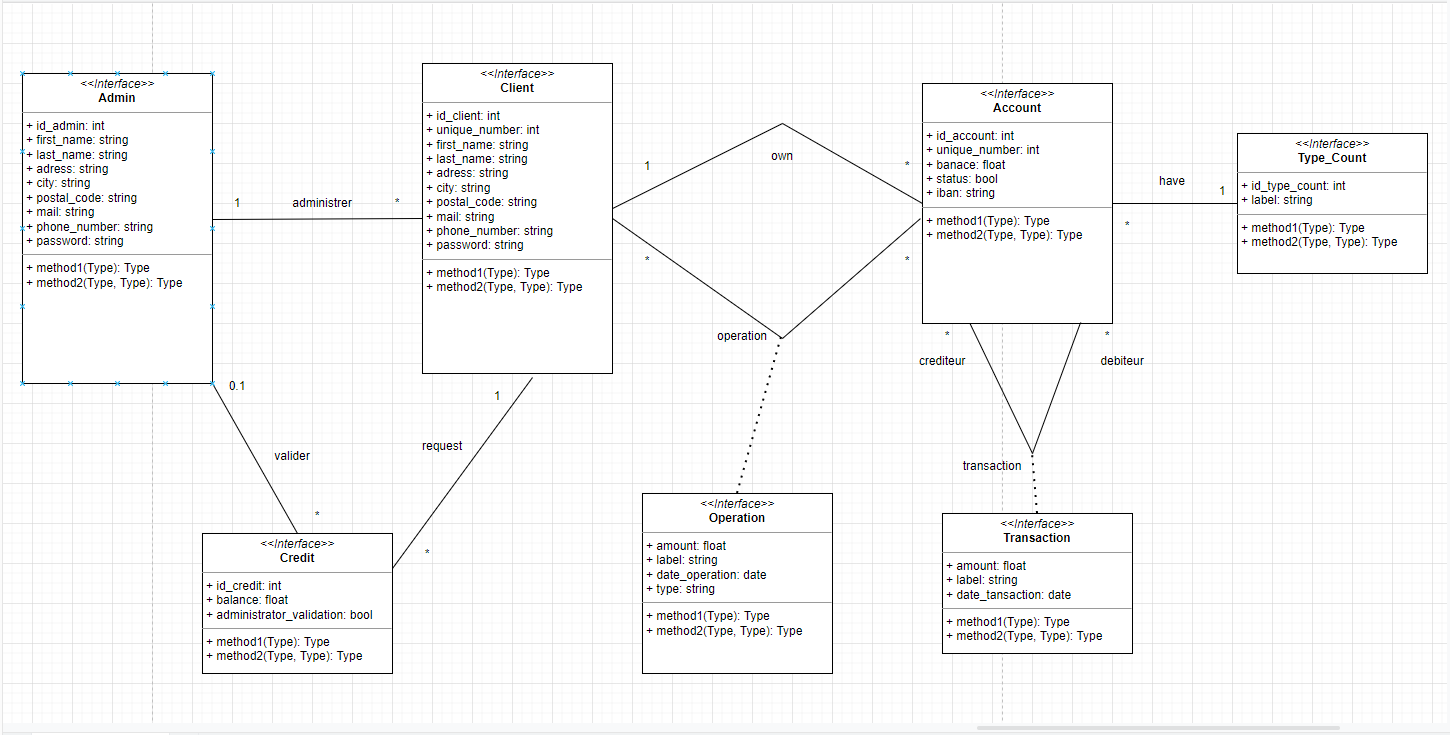 <<Interface>>
Admin
+ id_admin: int
+ first_name: string
+ last_name: string
+ adress: string
+ city: string
+ postal_code: string
+ mail: string
+ phone_number: string
+ password: string
+ method1(Type): Type
+ method2(Type, Type): Type
1
administrer
*
<<Interface>>
Client
+ id_client: int
+ unique_number: int
+ first_name: string
+ last_name: string
+ adress: string
+ city: string
+ postal_code: string
+ mail: string
+ phone_number: string
+ password: string
+ method1(Type): Type
+ method2(Type, Type): Type
1
own
*
*
operation
*
<<Interface>>
Account
+ id_account: int
+ unique_number: int
+ banace: float
+ status: bool
+ iban: string
+ method1(Type): Type
+ method2(Type, Type): Type
have
1
*
<<Interface>>
Type_Count
+ id_type_count: int
+ label: string
+ method1(Type): Type
+ method2(Type, Type): Type
0.1
valider
*
1
request
*
*
crediteur
*
debiteur
transaction
<<Interface>>
Credit
+ id_credit: int
+ balance: float
+ administrator_validation: bool
+ method1(Type): Type
+ method2(Type, Type): Type
<<Interface>>
Operation
+ amount: float
+ label: string
+ date_operation: date
+ type: string
+ method1(Type): Type
+ method2(Type, Type): Type
<<Interface>>
Transaction
+ amount: float
+ label: string
+ date_tansaction: date
+ method1(Type): Type
+ method2(Type, Type): Type